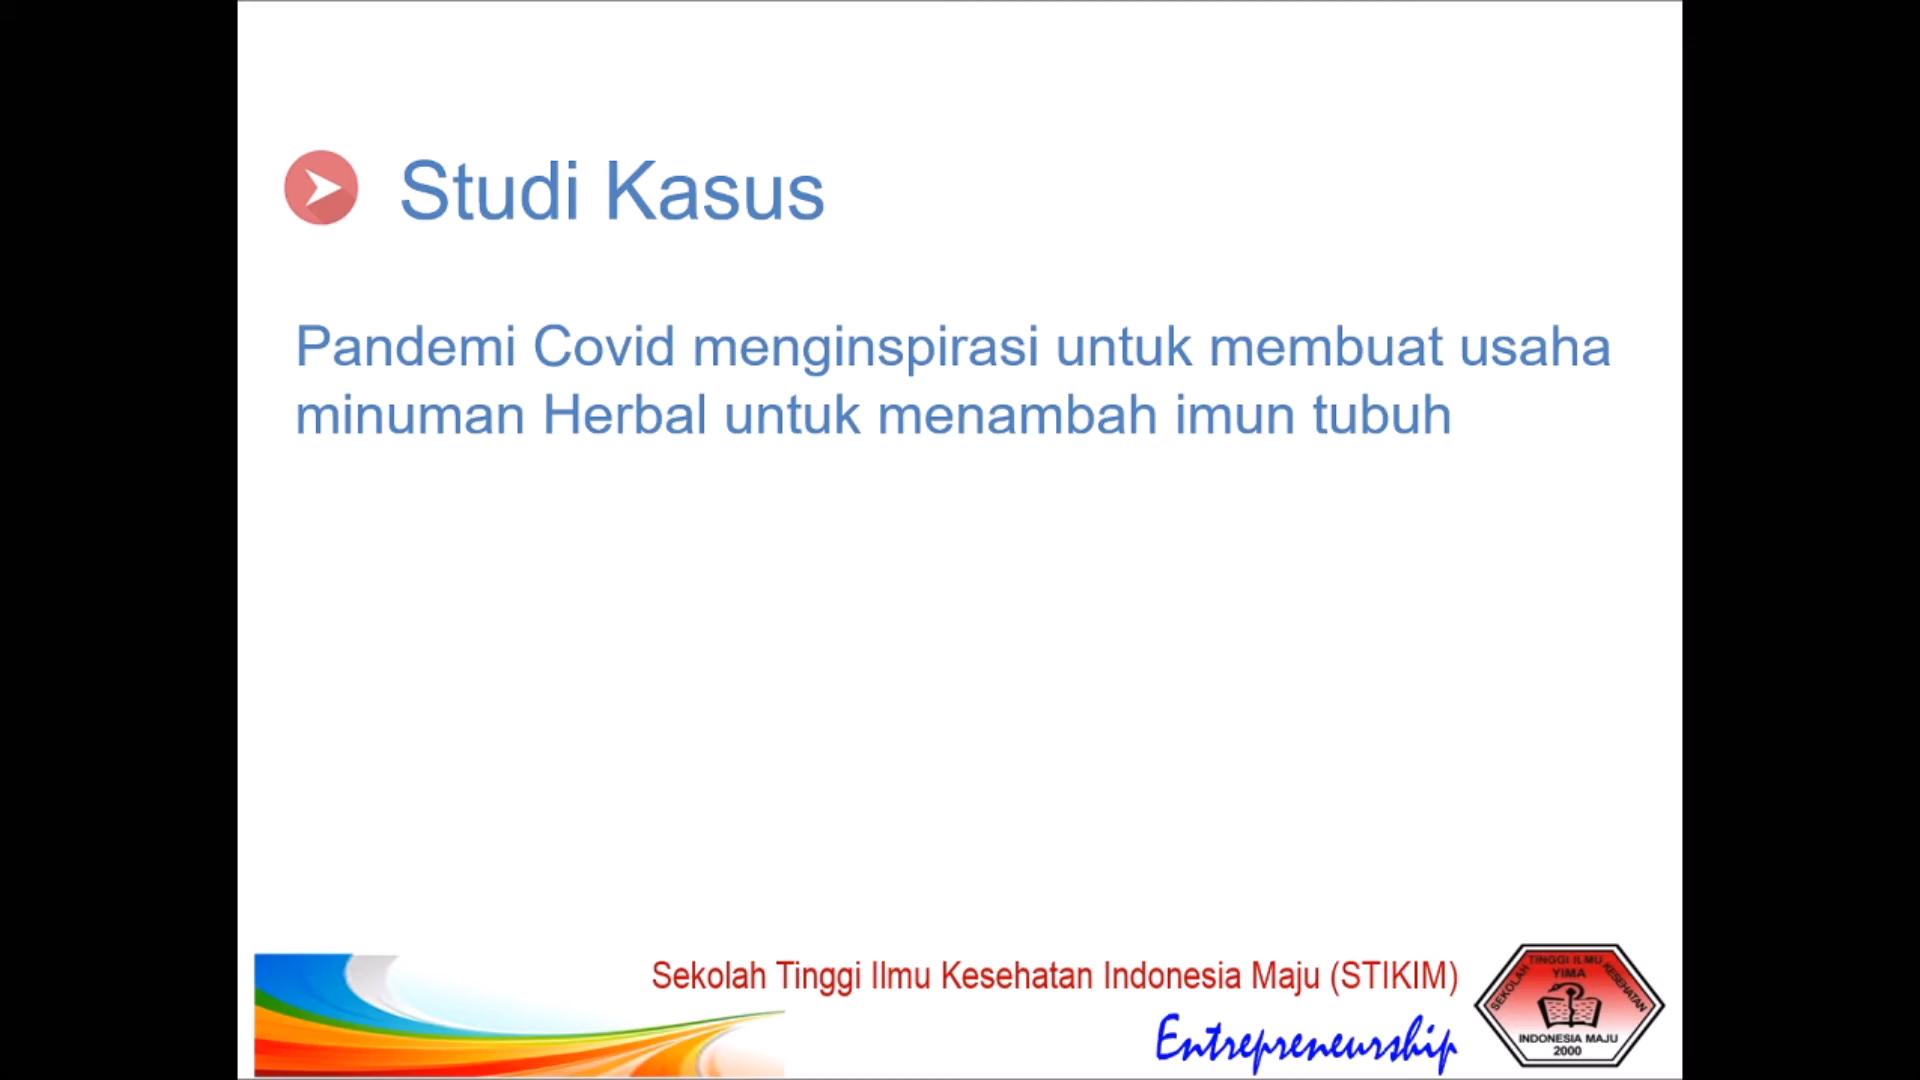 Studi Kasus
Pandemi Covid menginspirasi untuk membuat usaha
minuman Herbal untuk menambah imun tubuh
Sekolah Tinggi Ilmu Kesehatan Indonesia Maju (STIKIM)
Entrepreneurship
SEKOLAH TINGGI ILMU KESEHATAN
YIMA
INDONESIA MAJU
2000